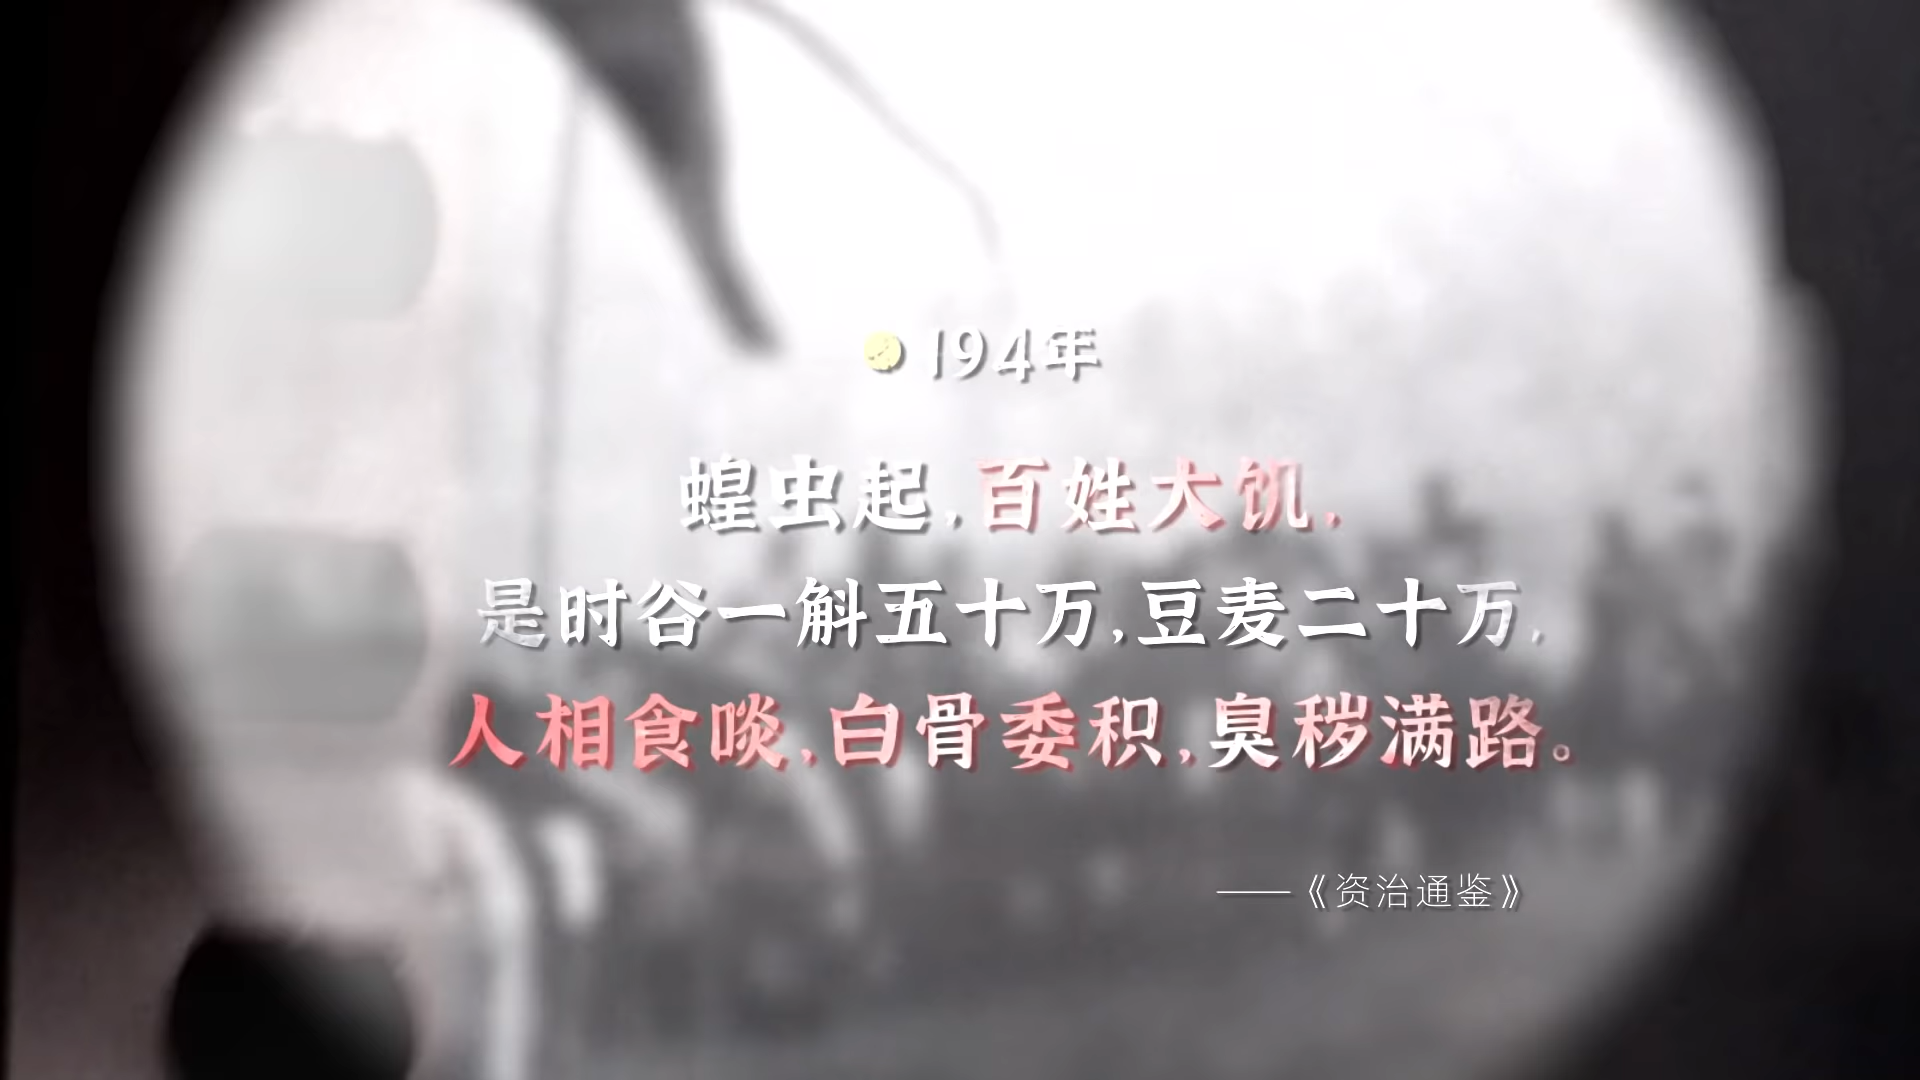 194年
蝗虫起,百姓大饥,
是时谷一斛五十万,豆麦二十万,
人相食啖,白骨委积,臭秽满路。
——《资治通鉴》